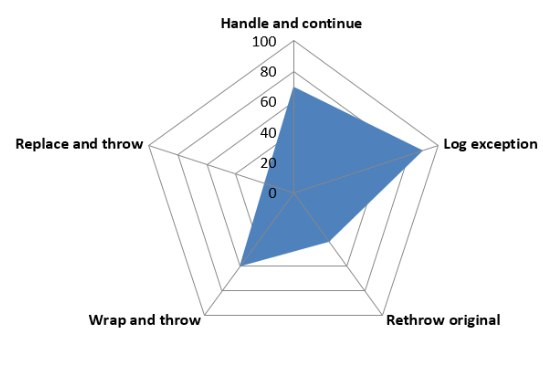 Handle and continue
100
80
60
40
20
0
Replace and throw
Log exception
Wrap and throw
Rethrow original